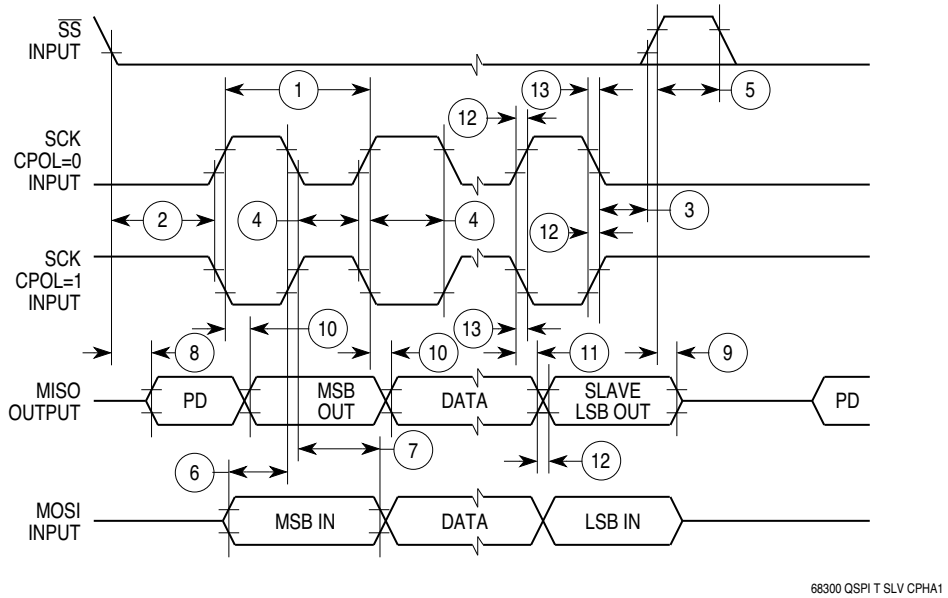 SS
INPUT
1
13
5
12
SCK
CPOL=0
INPUT
2
4
4
3
12
SCK
CPOL=1
INPUT
8
10
13
10
11
9
MISO
OUTPUT
PD
MSB
OUT
DATA
SLAVE
LSB OUT
PD
6
7
12
MOSI
INPUT
MSB IN
DATA
LSB IN
68300 QSPI T SLV CPHA1